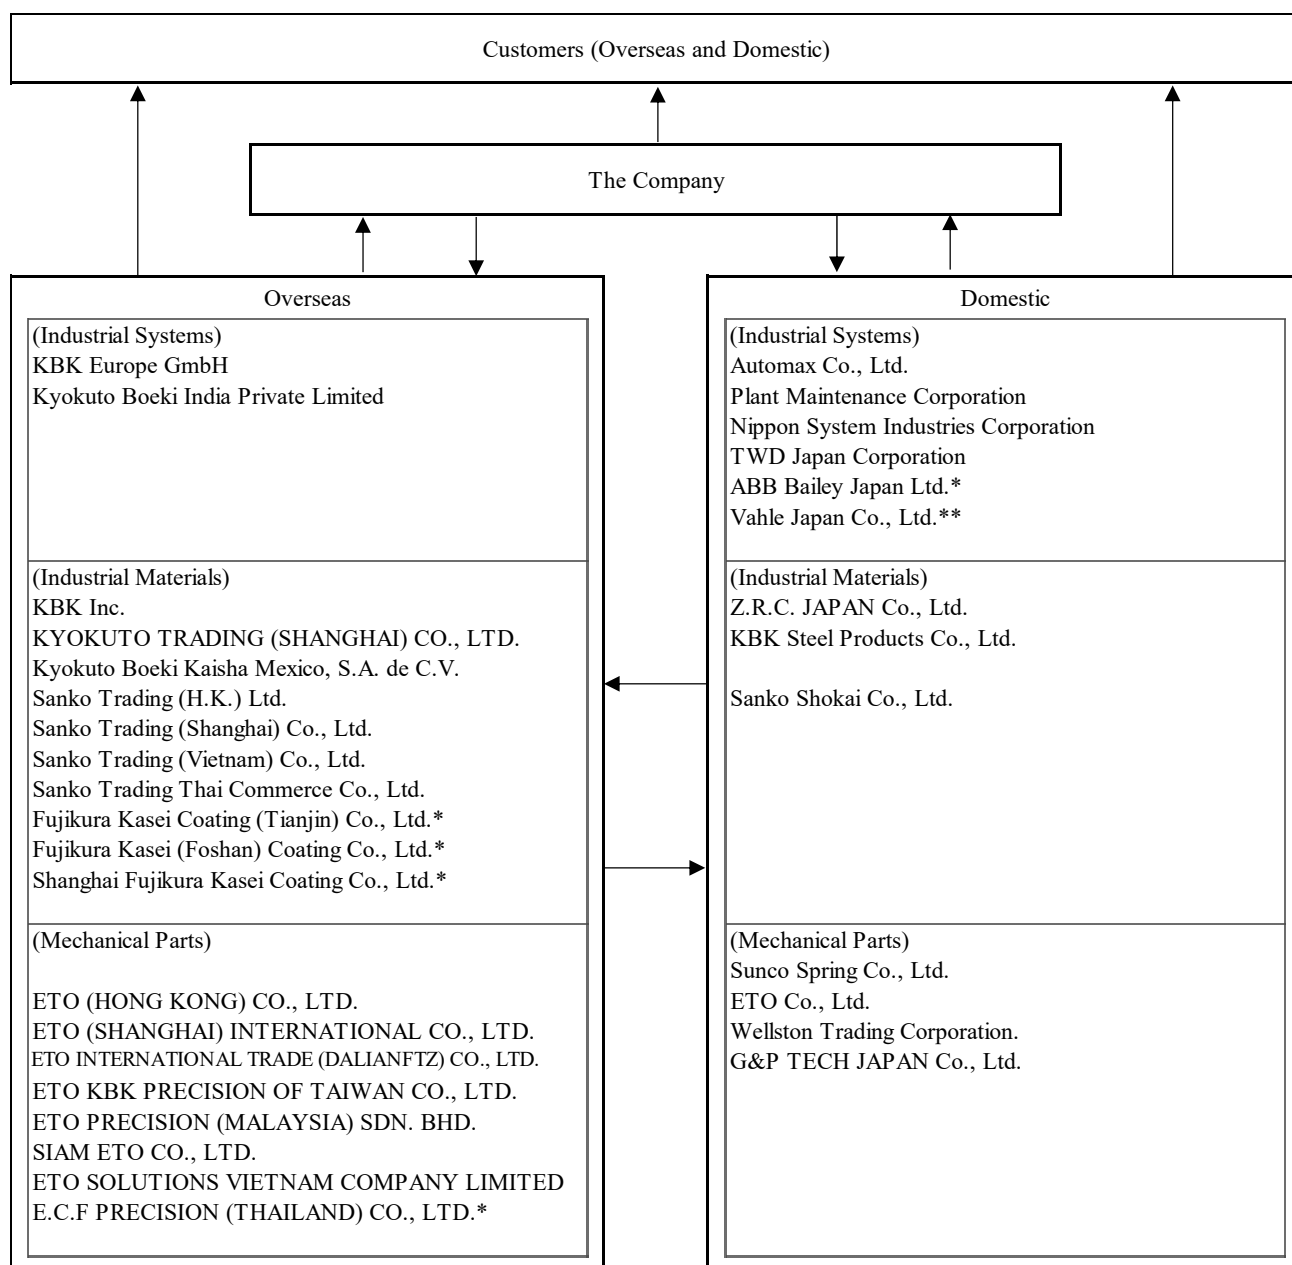 Customers (Overseas and Domestic)
The Company
Overseas
(Industrial Systems)
KBK Europe GmbH
Kyokuto Boeki India Private Limited
(Industrial Materials)
KBK Inc.
KYOKUTO TRADING (SHANGHAI) CO., LTD.
Kyokuto Boeki Kaisha Mexico, S.A. de C.V.
Sanko Trading (H.K.) Ltd.
Sanko Trading (Shanghai) Co., Ltd.
Sanko Trading (Vietnam) Co., Ltd.
Sanko Trading Thai Commerce Co., Ltd.
Fujikura Kasei Coating (Tianjin) Co., Ltd.*
Fujikura Kasei (Foshan) Coating Co., Ltd.*
Shanghai Fujikura Kasei Coating Co., Ltd.*
(Mechanical Parts)
ETO (HONG KONG) CO., LTD.
ETO (SHANGHAI) INTERNATIONAL CO., LTD.
ETO INTERNATIONAL TRADE (DALIANFTZ) CO., LTD.
ETO KBK PRECISION OF TAIWAN CO., LTD.
ETO PRECISION (MALAYSIA) SDN. BHD.
SIAM ETO CO., LTD.
ETO SOLUTIONS VIETNAM COMPANY LIMITED
E.C.F PRECISION (THAILAND) CO., LTD.*
Domestic
(Industrial Systems)
Automax Co., Ltd.
Plant Maintenance Corporation
Nippon System Industries Corporation
TWD Japan Corporation
ABB Bailey Japan Ltd.*
Vahle Japan Co., Ltd.**
(Industrial Materials)
Z.R.C. JAPAN Co., Ltd.
KBK Steel Products Co., Ltd.
Sanko Shokai Co., Ltd.
(Mechanical Parts)
Sunco Spring Co., Ltd.
ETO Co., Ltd.
Wellston Trading Corporation.
G&P TECH JAPAN Co., Ltd.